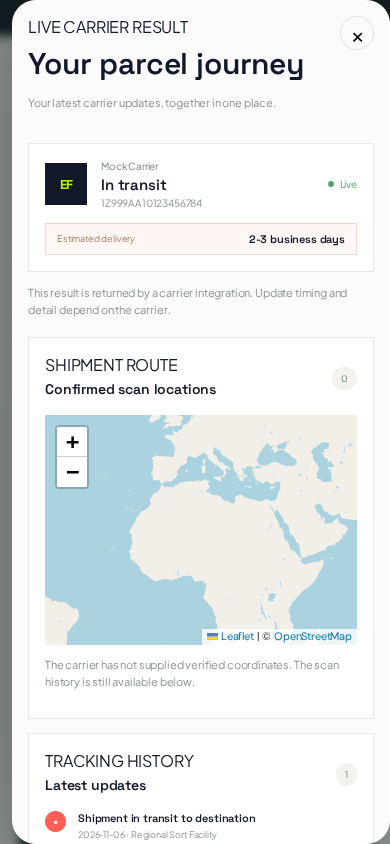 LIVE CARRIER RESULT
×
Your parcel journey
Your latest carrier updates, together in one place.
EF
Mock Carrier
In transit
1Z999AA10123456784
Live
Estimated delivery
2-3 business days
This result is returned by a carrier integration. Update timing and
detail depend on the carrier.
SHIPMENT ROUTE
Confirmed scan locations
0
+
−
Leaflet | © OpenStreetMap
The carrier has not supplied verified coordinates. The scan
history is still available below.
TRACKING HISTORY
Latest updates
1
Shipment in transit to destination
2026-11-06 · Regional Sort Facility